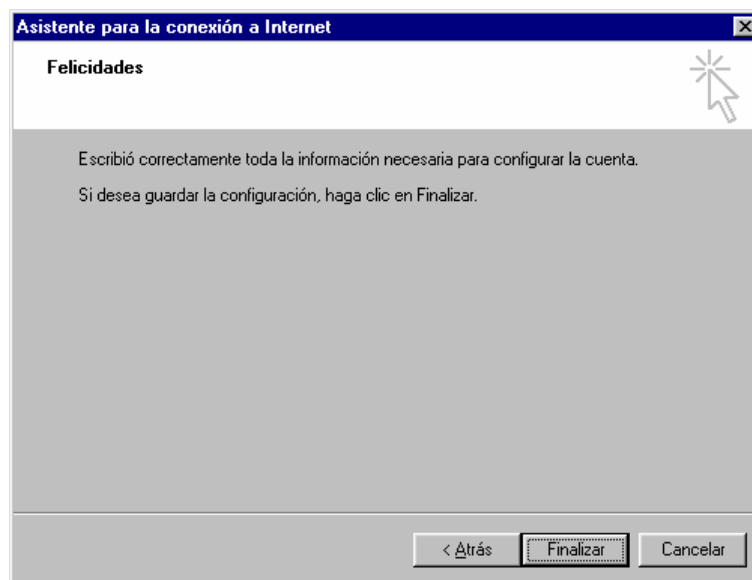 Asistente para la conexión a Internet
Felicidades
Escribió correctamente toda la información necesaria para configurar la cuenta.
Si desea guardar la configuración, haga clic en Finalizar.
< Atrás
Finalizar
Cancelar